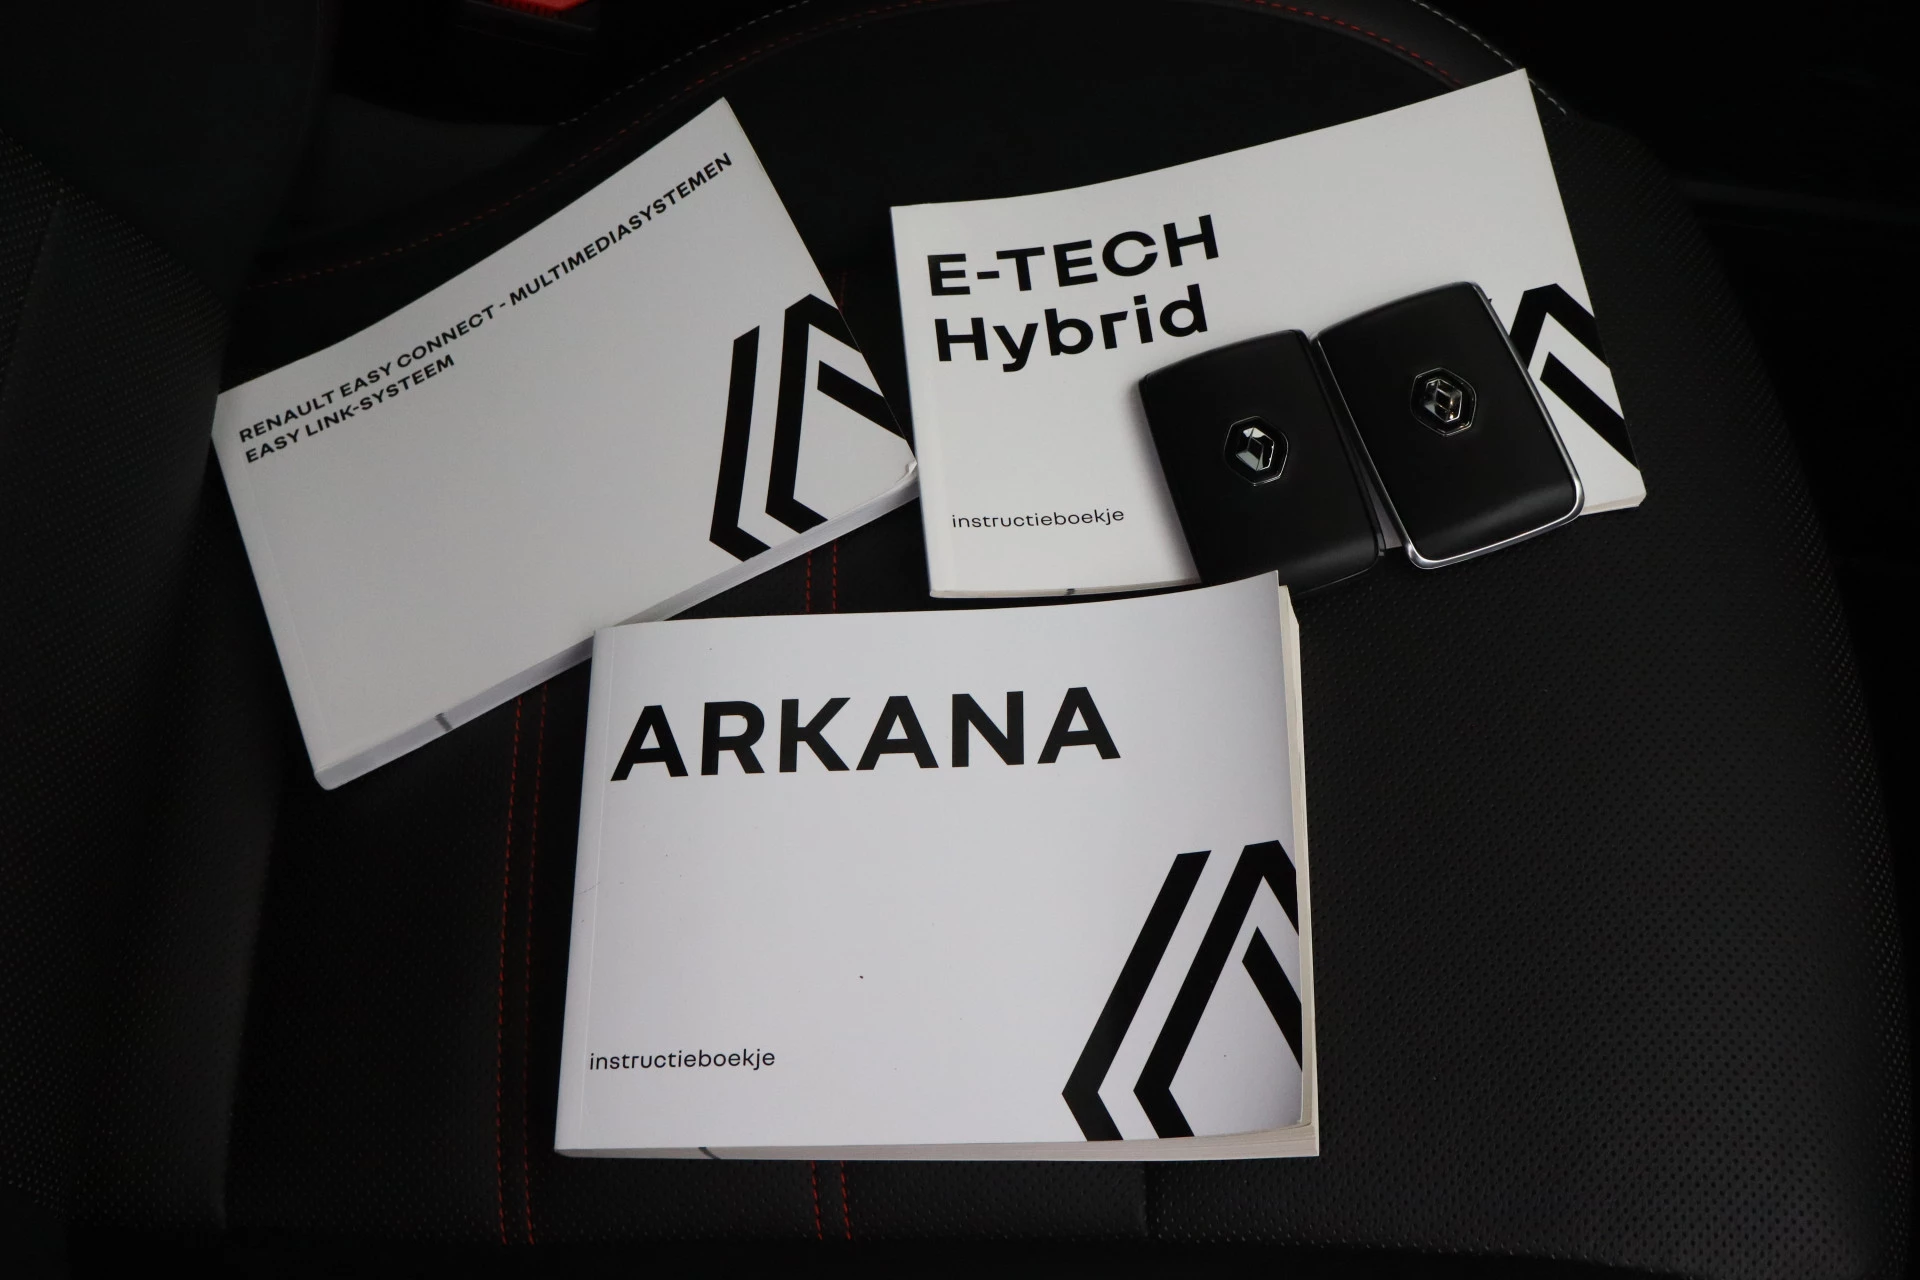 RENAULT EASY CONNECT - MULTIMEDIASYSTEMEN
EASY LINK-SYSTEEM
E-TECH
Hybrid
instructieboekje
ARKANA
instructieboekje